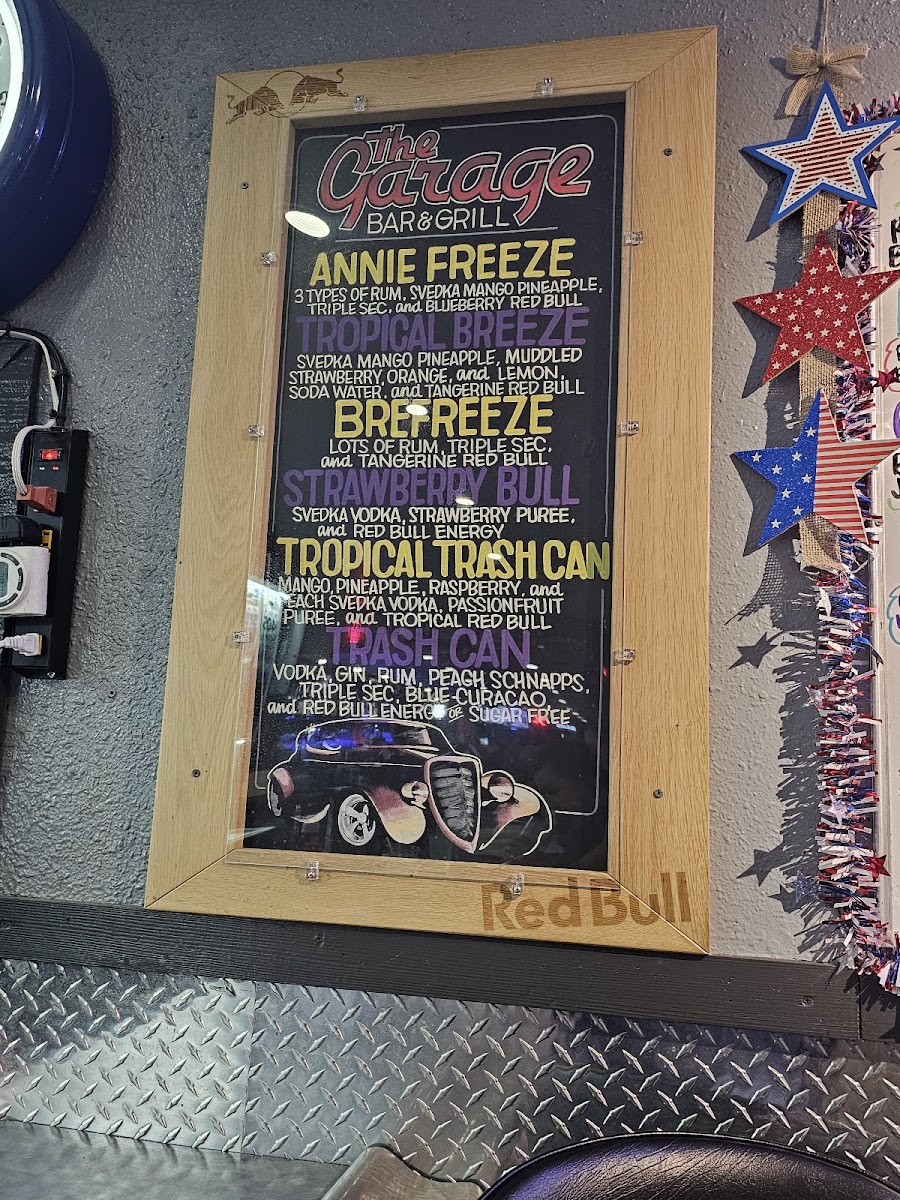 The
Garage
BAR & GRILL
ANNIE FREEZE
3 TYPES OF RUM, SVEDKA MANGO PINEAPPLE,
TRIPLE SEC, and BLUEBERRY RED BULL
TROPICAL BREEZE
SVEDKA MANGO PINEAPPLE, MUDDLED
STRAWBERRY, ORANGE, and LEMON,
SODA WATER, and TANGERINE RED BULL
BREFREEZE
LOTS OF RUM, TRIPLE SEC,
and TANGERINE RED BULL
STRAWBERRY BULL
SVEDKA VODKA, STRAWBERRY PUREE,
and RED BULL ENERGY
TROPICAL TRASH CAN
MANGO, PINEAPPLE, RASPBERRY, and
PEACH SVEDKA VODKA, PASSIONFRUIT
PUREE, and TROPICAL RED BULL
TRASH CAN
VODKA, GIN, RUM, PEACH SCHNAPPS,
TRIPLE SEC, BLUE CURACAO,
and RED BULL ENERGY OR SUGAR FREE
Red Bull